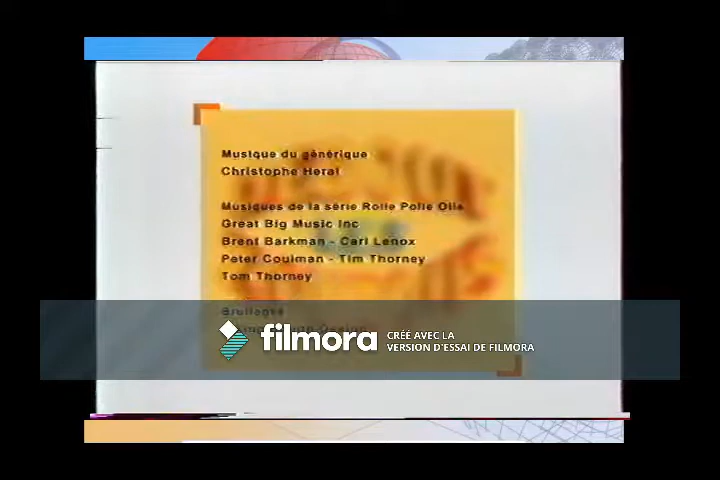 Musique du générique
Christophe Heral
Musiques de la série Rolie Polie Olie
Great Big Music Inc
Brent Barkman - Carl Lenox
Peter Coulman - Tim Thorney
Tom Thorney
Bruitages
filmora
CRÉÉ AVEC LA
VERSION D'ESSAI DE FILMORA